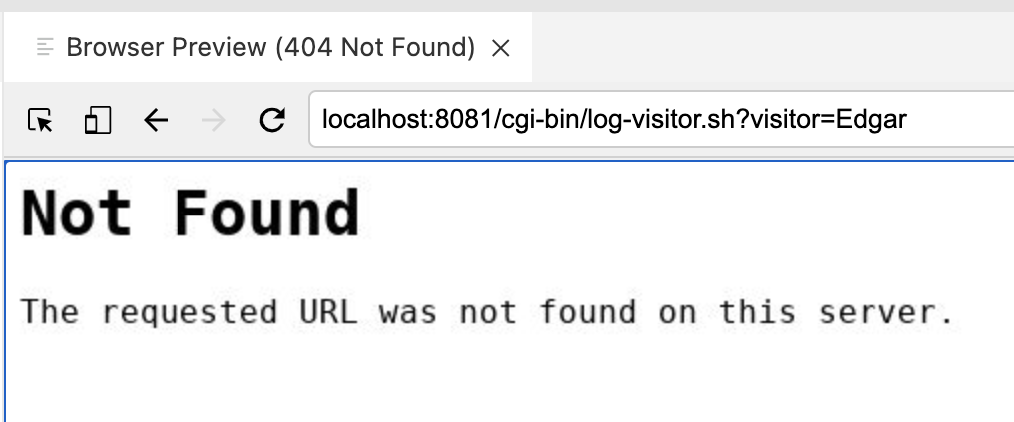 Browser Preview (404 Not Found)
localhost:8081/cgi-bin/log-visitor.sh?visitor=Edgar
Not Found
The requested URL was not found on this server.